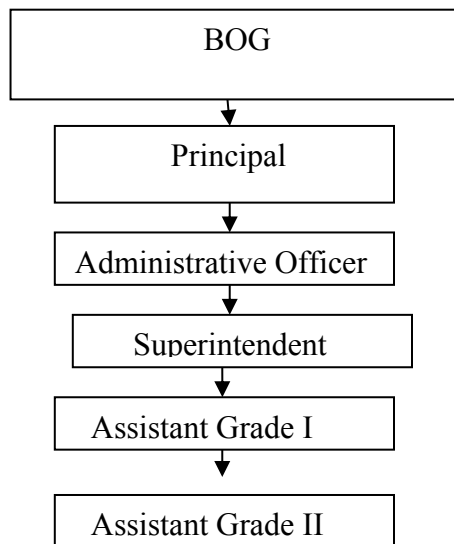 BOG
Principal
Administrative Officer
Superintendent
Assistant Grade I
Assistant Grade II